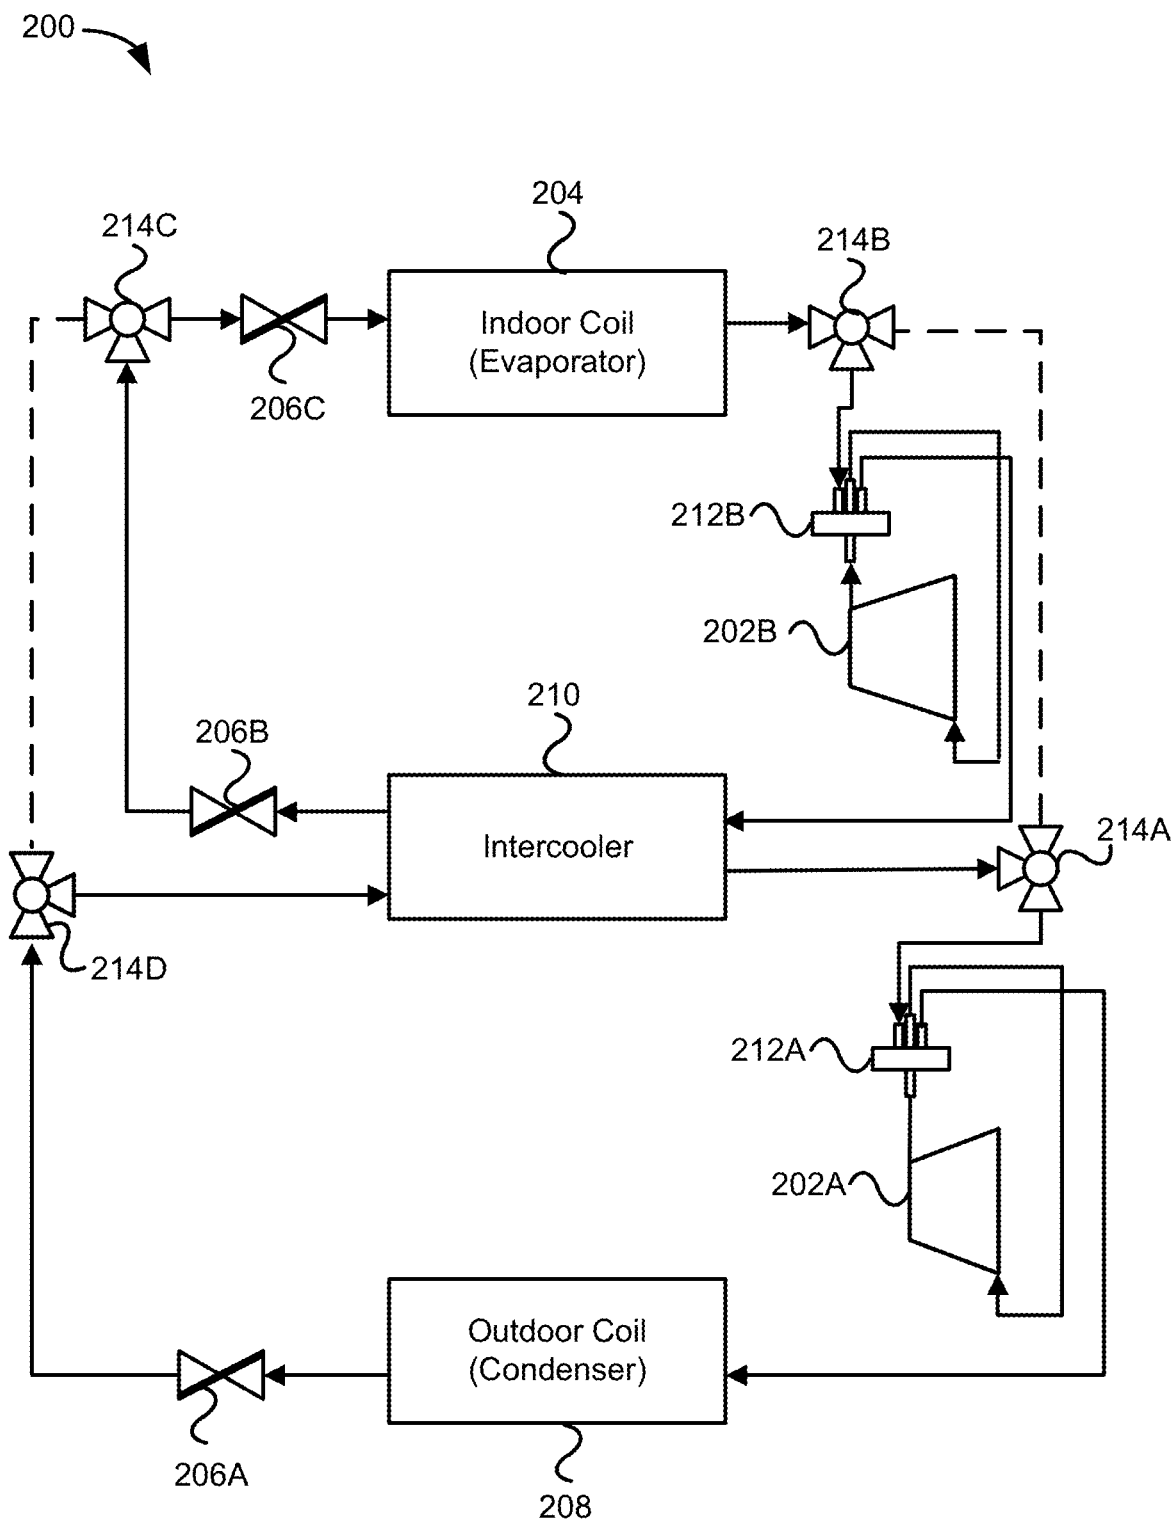 200
204
214C
214B
Indoor Coil
(Evaporator)
206C
212B
202B
210
206B
Intercooler
214A
214D
212A
202A
Outdoor Coil
(Condenser)
206A
208